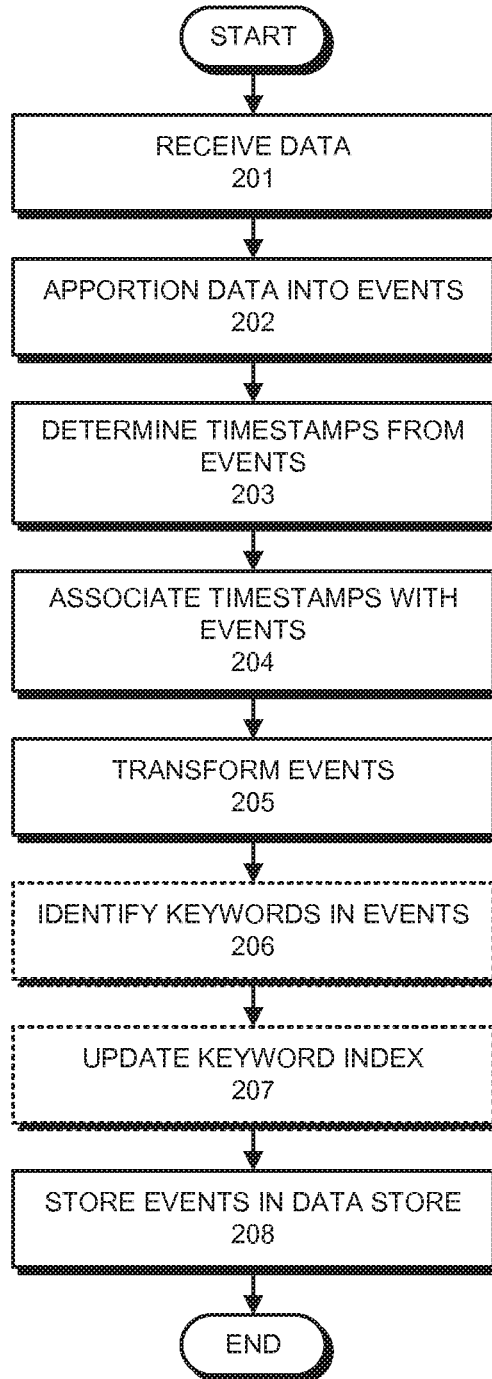 START
RECEIVE DATA
201
APPORTION DATA INTO EVENTS
202
DETERMINE TIMESTAMPS FROM
EVENTS
203
ASSOCIATE TIMESTAMPS WITH
EVENTS
204
TRANSFORM EVENTS
205
IDENTIFY KEYWORDS IN EVENTS
206
UPDATE KEYWORD INDEX
207
STORE EVENTS IN DATA STORE
208
END